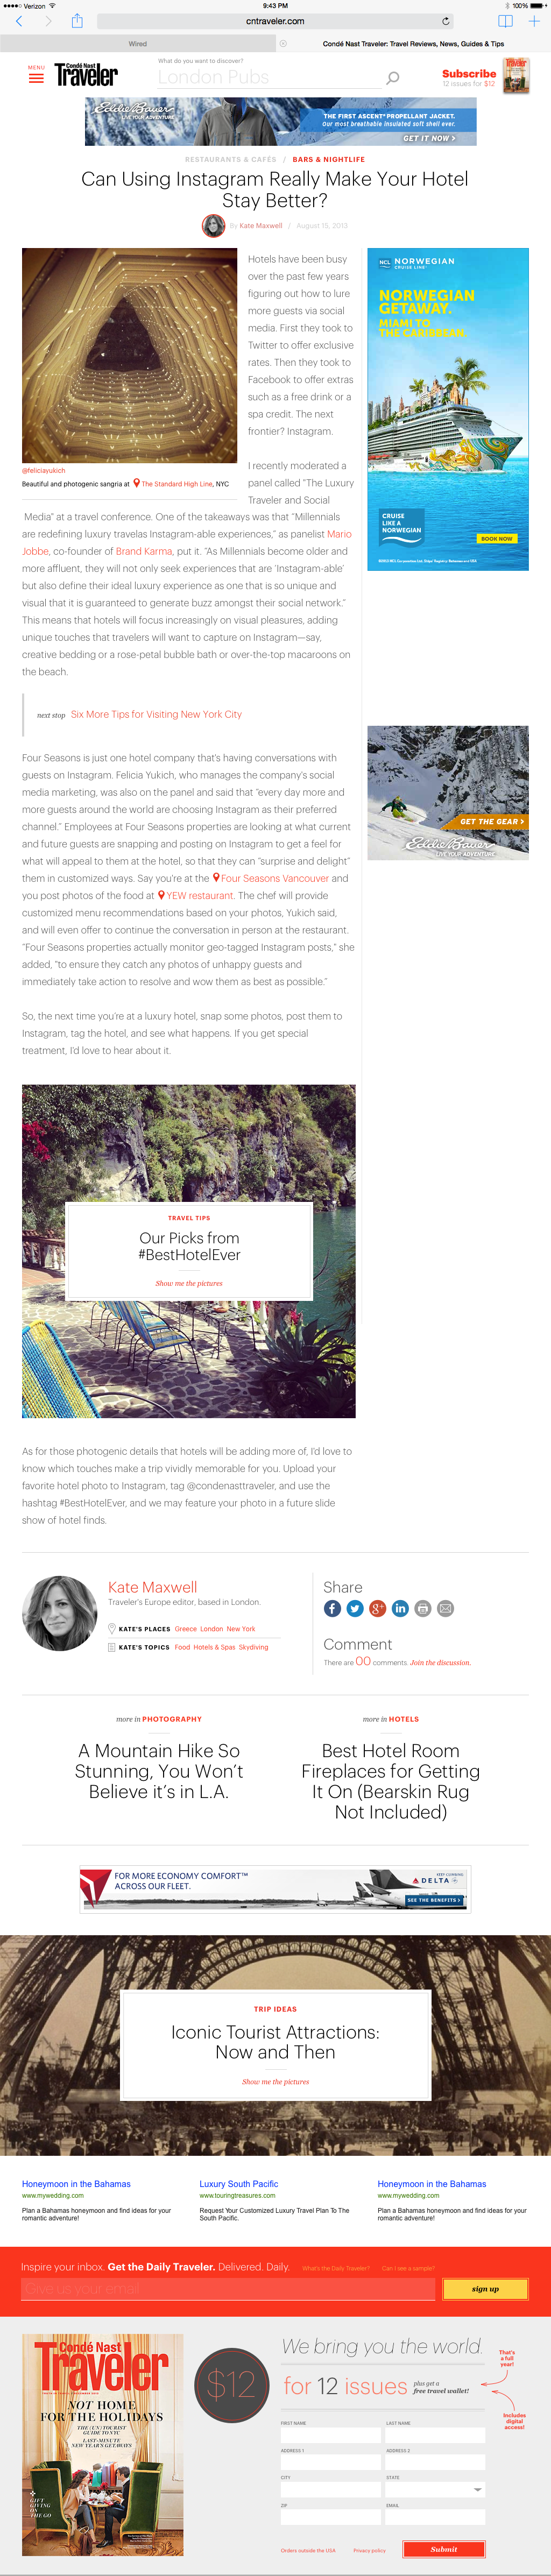 Verizon
9:43 PM
100%
cntraveler.com
Wired
Condé Nast Traveler: Travel Reviews, News, Guides & Tips
MENU
Condé Nast
Traveler
What do you want to discover?
London Pubs
Subscribe
12 issues for $12
Eddie Bauer
LIVE YOUR ADVENTURE
THE FIRST ASCENT® PROPELLANT JACKET.
Our most breathable insulated soft shell ever.
GET IT NOW >
RESTAURANTS & CAFÉS / BARS & NIGHTLIFE
Can Using Instagram Really Make Your Hotel
Stay Better?
By Kate Maxwell / August 15, 2013
@feliciayukich
Beautiful and photogenic sangria at The Standard High Line, NYC
Hotels have been busy
over the past few years
figuring out how to lure
more guests via social
media. First they took to
Twitter to offer exclusive
rates. Then they took to
Facebook to offer extras
such as a free drink or a
spa credit. The next
frontier? Instagram.
I recently moderated a
panel called "The Luxury
Traveler and Social
Media" at a travel conference. One of the takeaways was that "Millennials
are redefining luxury travelas Instagram-able experiences," as panelist Mario
Jobbe, co-founder of Brand Karma, put it. "As Millennials become older and
more affluent, they will not only seek experiences that are 'Instagram-able'
but also define their ideal luxury experience as one that is so unique and
visual that it is guaranteed to generate buzz amongst their social network."
This means that hotels will focus increasingly on visual pleasures, adding
unique touches that travelers will want to capture on Instagram—say,
creative bedding or a rose-petal bubble bath or over-the-top macaroons on
the beach.
NCL NORWEGIAN
CRUISE LINE
NORWEGIAN
GETAWAY.
MIAMI TO
THE CARIBBEAN.
CRUISE
LIKE A
NORWEGIAN
BOOK NOW
next stop Six More Tips for Visiting New York City
Four Seasons is just one hotel company that's having conversations with
guests on Instagram. Felicia Yukich, who manages the company's social
media marketing, was also on the panel and said that "every day more and
more guests around the world are choosing Instagram as their preferred
channel." Employees at Four Seasons properties are looking at what current
and future guests are snapping and posting on Instagram to get a feel for
what will appeal to them at the hotel, so that they can "surprise and delight"
them in customized ways. Say you're at the Four Seasons Vancouver and
you post photos of the food at YEW restaurant. The chef will provide
customized menu recommendations based on your photos, Yukich said,
and will even offer to continue the conversation in person at the restaurant.
"Four Seasons properties actually monitor geo-tagged Instagram posts," she
added, "to ensure they catch any photos of unhappy guests and
immediately take action to resolve and wow them as best as possible."
GET THE GEAR >
Eddie Bauer
LIVE YOUR ADVENTURE
So, the next time you're at a luxury hotel, snap some photos, post them to
Instagram, tag the hotel, and see what happens. If you get special
treatment, I'd love to hear about it.
TRAVEL TIPS
Our Picks from
#BestHotelEver
Show me the pictures
As for those photogenic details that hotels will be adding more of, I'd love to
know which touches make a trip vividly memorable for you. Upload your
favorite hotel photo to Instagram, tag @condenasttraveler, and use the
hashtag #BestHotelEver, and we may feature your photo in a future slide
show of hotel finds.
Kate Maxwell
Traveler's Europe editor, based in London.
KATE'S PLACES Greece London New York
KATE'S TOPICS Food Hotels & Spas Skydiving
Share
Comment
There are 00 comments. Join the discussion.
more in PHOTOGRAPHY
A Mountain Hike So
Stunning, You Won't
Believe it's in L.A.
more in HOTELS
Best Hotel Room
Fireplaces for Getting
It On (Bearskin Rug
Not Included)
FOR MORE ECONOMY COMFORT™
ACROSS OUR FLEET.
KEEP CLIMBING
DELTA
SEE THE BENEFITS >
TRIP IDEAS
Iconic Tourist Attractions:
Now and Then
Show me the pictures
Honeymoon in the Bahamas
www.mywedding.com
Plan a Bahamas honeymoon and find ideas for your
romantic adventure!
Luxury South Pacific
www.touringtreasures.com
Request Your Customized Luxury Travel Plan To The
South Pacific.
Honeymoon in the Bahamas
www.mywedding.com
Plan a Bahamas honeymoon and find ideas for your
romantic adventure!
Inspire your inbox. Get the Daily Traveler. Delivered. Daily.
What's the Daily Traveler?
Can I see a sample?
Give us your email
sign up
Condé Nast
Traveler
NOT HOME
FOR THE HOLIDAYS
THE (UN)TOURIST
GUIDE TO NYC
LAST-MINUTE
NEW YEAR'S GETAWAYS
GIFT
GIVING
ON
THE GO
$12
We bring you the world.
for 12 issues
plus get a
free travel wallet!
That's
a full
year!
Includes
digital
access!
FIRST NAME
LAST NAME
ADDRESS 1
ADDRESS 2
CITY
STATE
ZIP
EMAIL
Orders outside the USA
Privacy policy
Submit